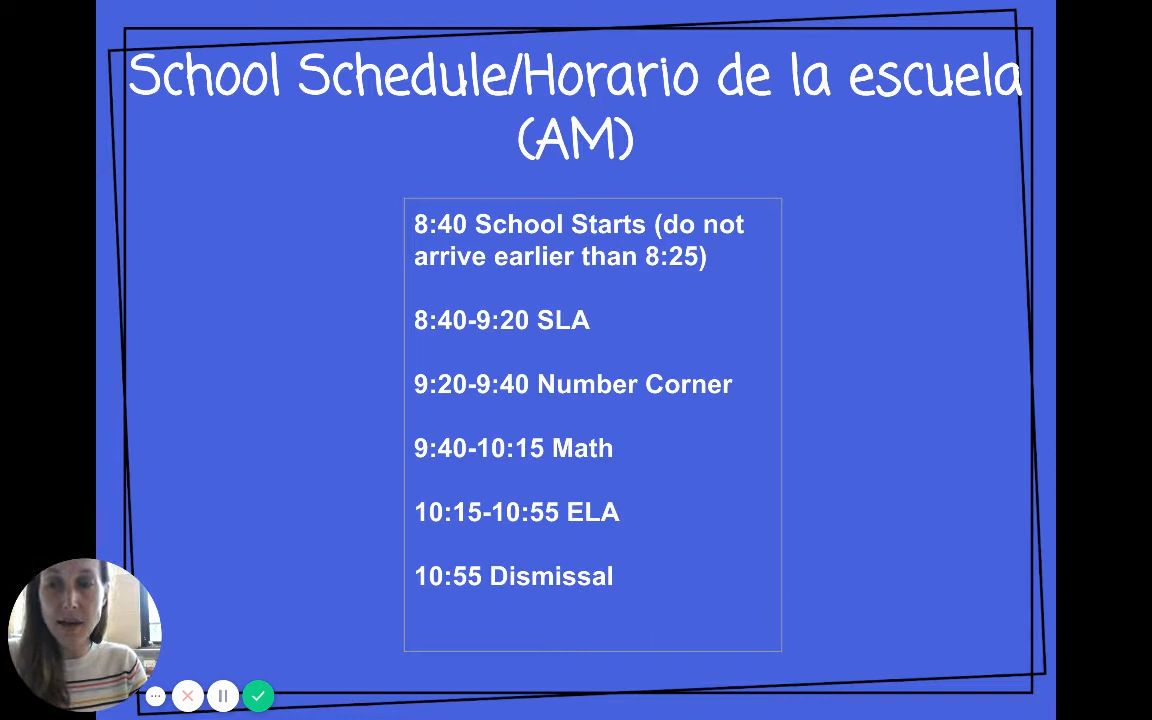 School Schedule/Horario de la escuela
(AM)
8:40 School Starts (do not
arrive earlier than 8:25)
8:40-9:20 SLA
9:20-9:40 Number Corner
9:40-10:15 Math
10:15-10:55 ELA
10:55 Dismissal